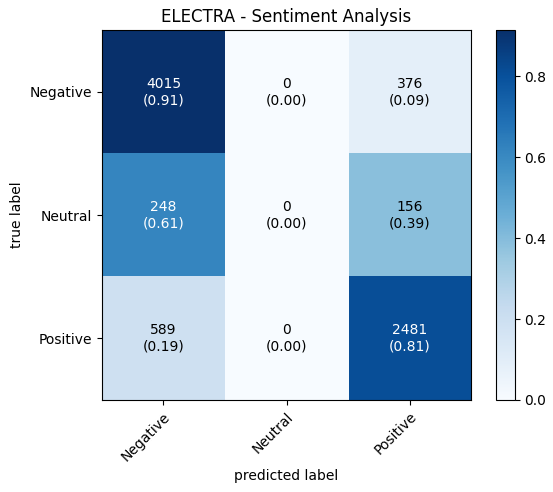 ELECTRA - Sentiment Analysis
Negative
4015
(0.91)
0
(0.00)
376
(0.09)
0.8
0.6
Neutral
248
(0.61)
0
(0.00)
156
(0.39)
true label
0.4
Positive
589
(0.19)
0
(0.00)
2481
(0.81)
0.2
0.0
Negative
Neutral
Positive
predicted label